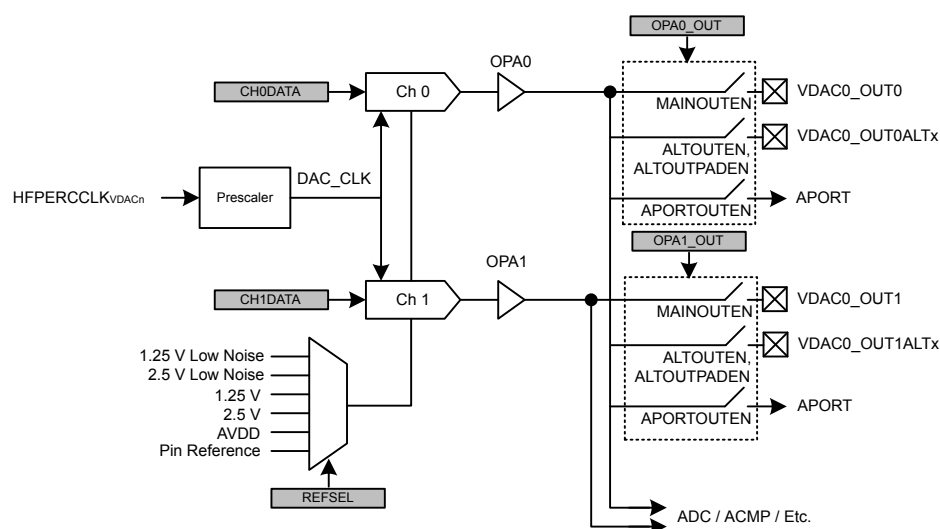 OPA0_OUT
OPA0
CH0DATA
Ch 0
MAINOUTEN
VDAC0_OUT0
ALTOUTEN,
ALTOUTPADEN
VDAC0_OUT0ALTx
HFPERCCLKVDACn
Prescaler
DAC_CLK
APORTOUTEN
APORT
OPA1_OUT
OPA1
CH1DATA
Ch 1
MAINOUTEN
VDAC0_OUT1
ALTOUTEN,
ALTOUTPADEN
VDAC0_OUT1ALTx
1.25 V Low Noise
2.5 V Low Noise
1.25 V
2.5 V
AVDD
Pin Reference
APORTOUTEN
APORT
REFSEL
ADC / ACMP / Etc.